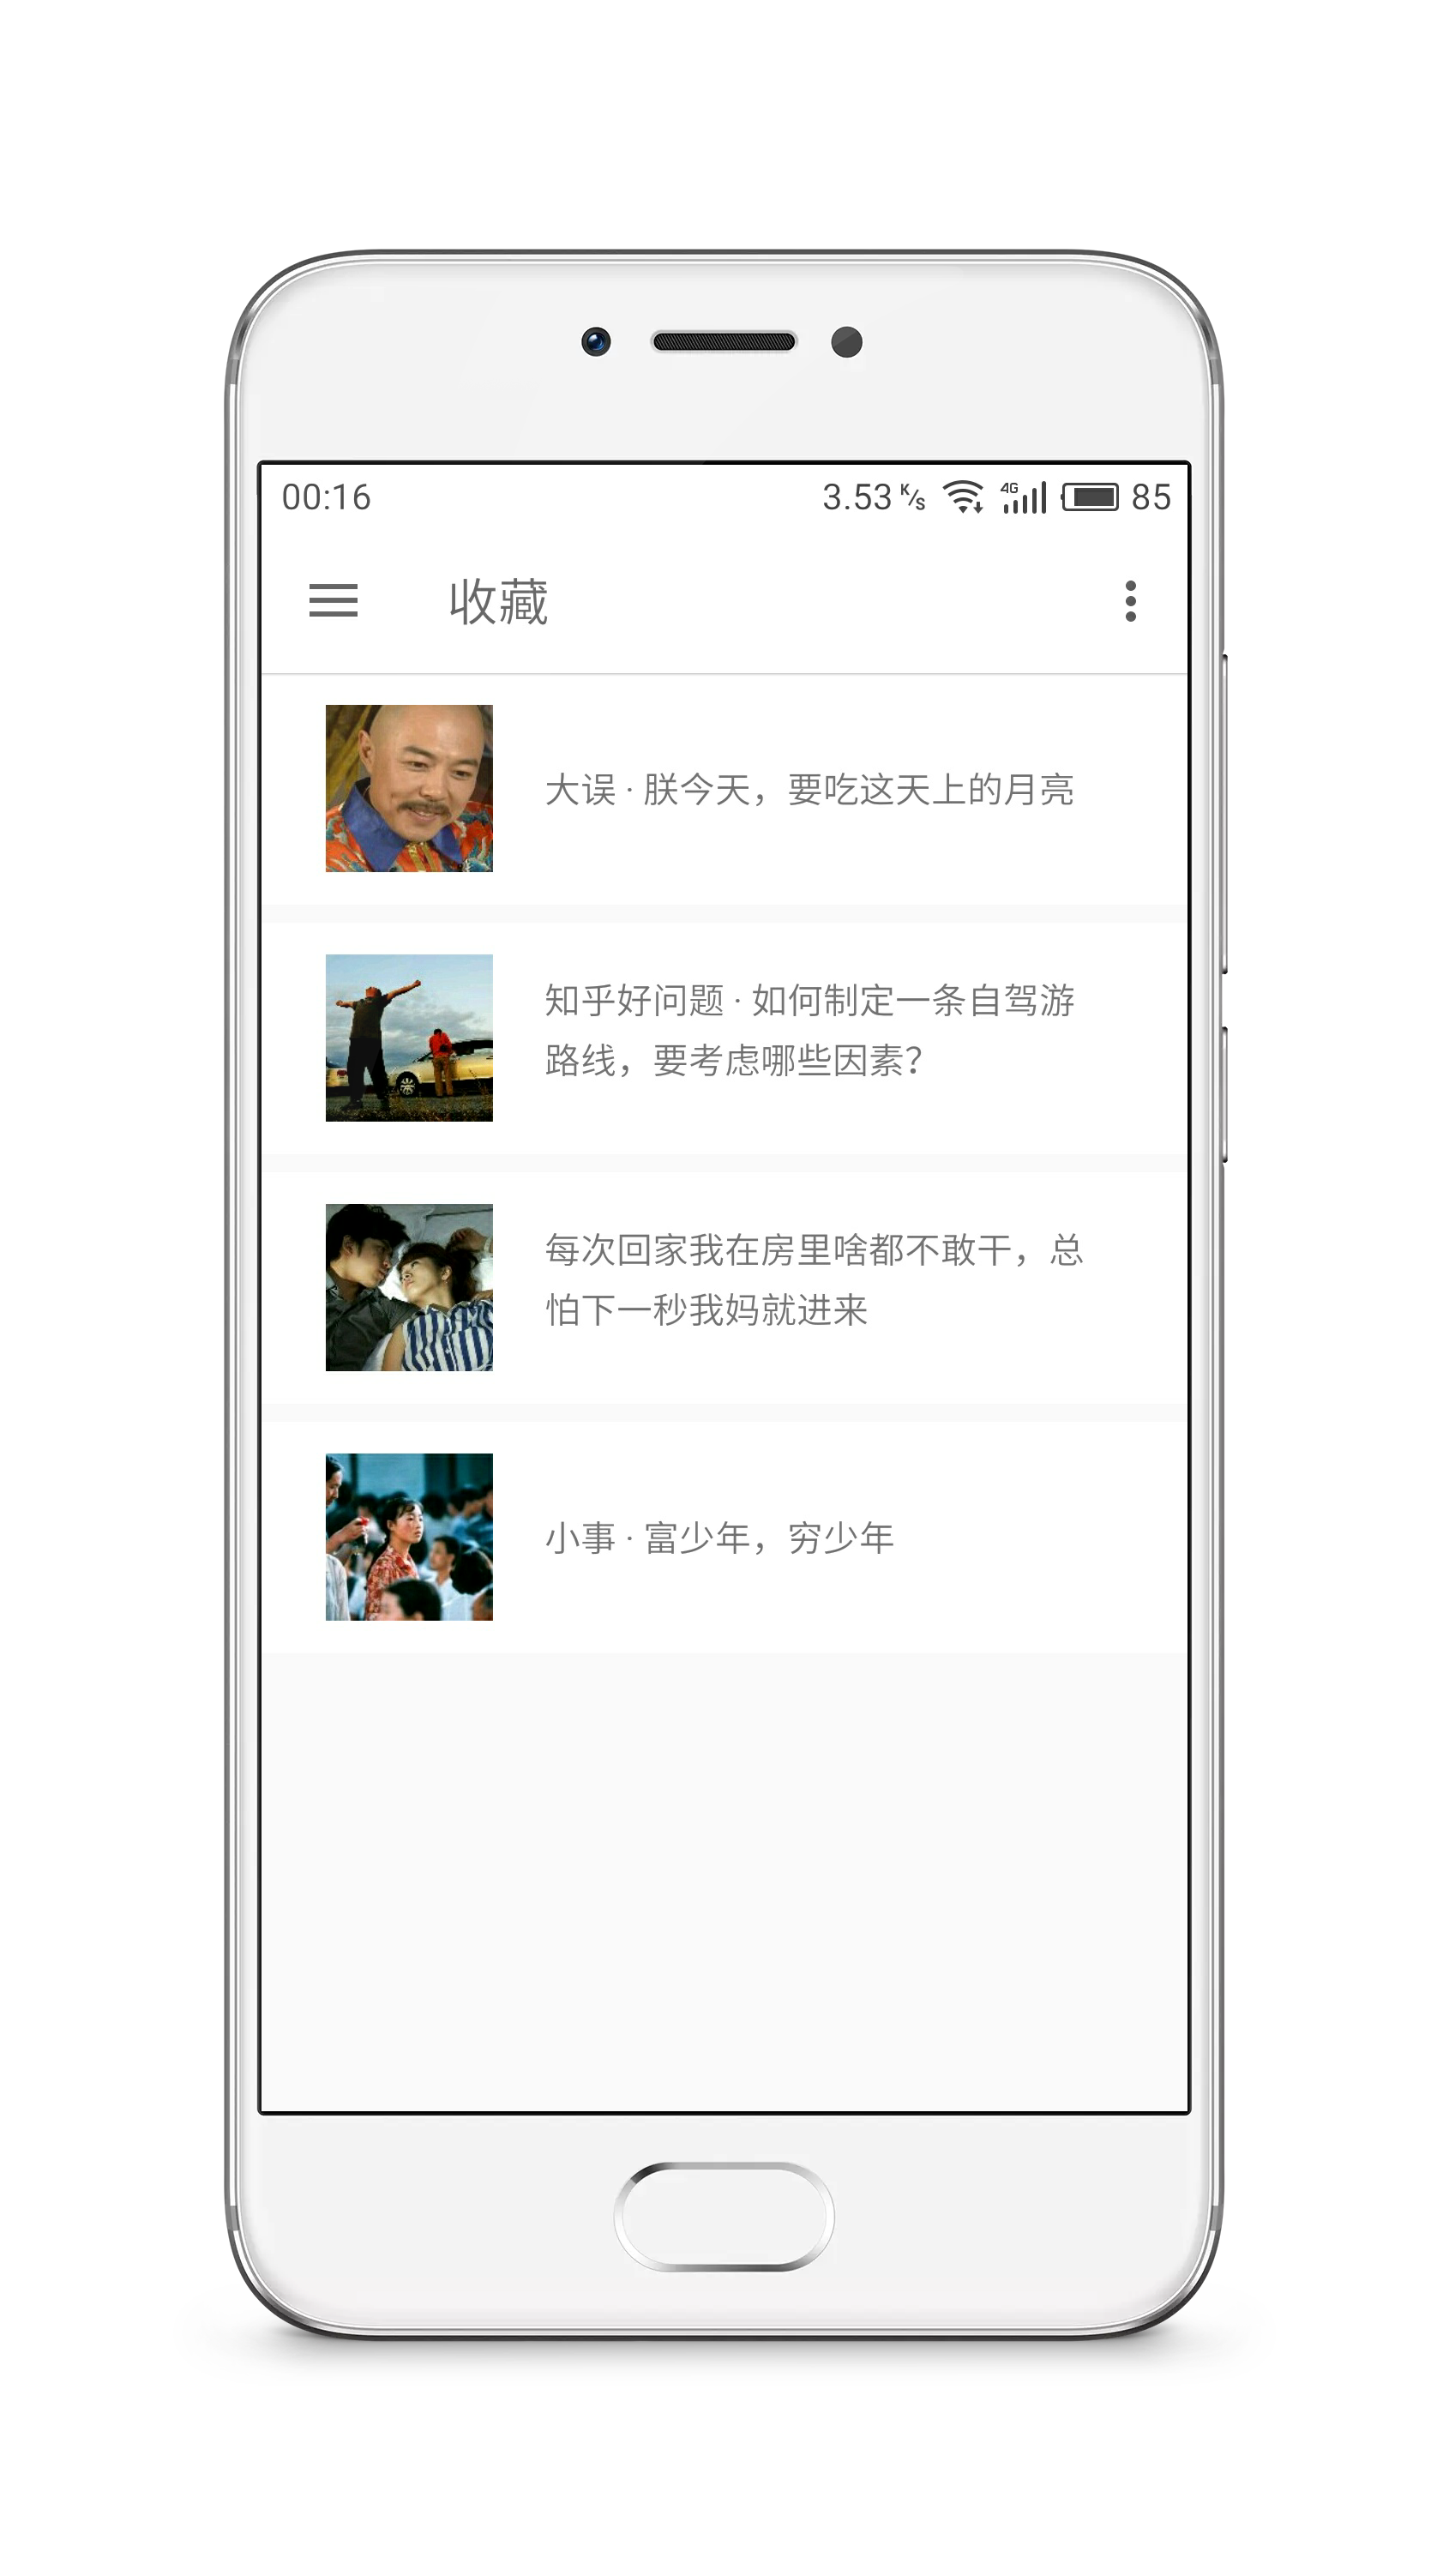 00:16
3.53 K/s 4G 85
收藏
大误 · 朕今天，要吃这天上的月亮
知乎好问题 · 如何制定一条自驾游
路线，要考虑哪些因素？
每次回家我在房里啥都不敢干，总
怕下一秒我妈就进来
小事 · 富少年，穷少年